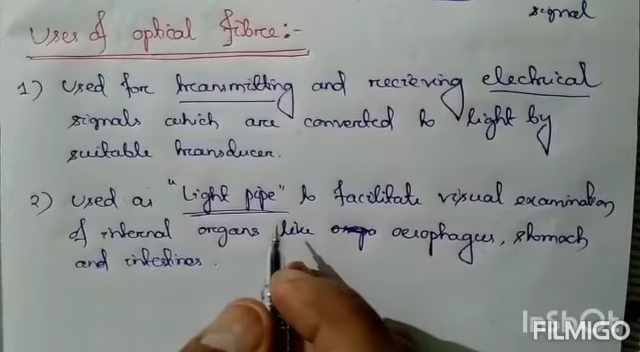 signal
Uses of optical fibre:-
1) Used for transmitting and recieving electrical
signals which are converted to light by
suitable transducer.
2) Used as "Light pipe" to facilitate visual examination
of internal organs like oesophagus, stomach
and intestines.
InShOt
FILMIGO